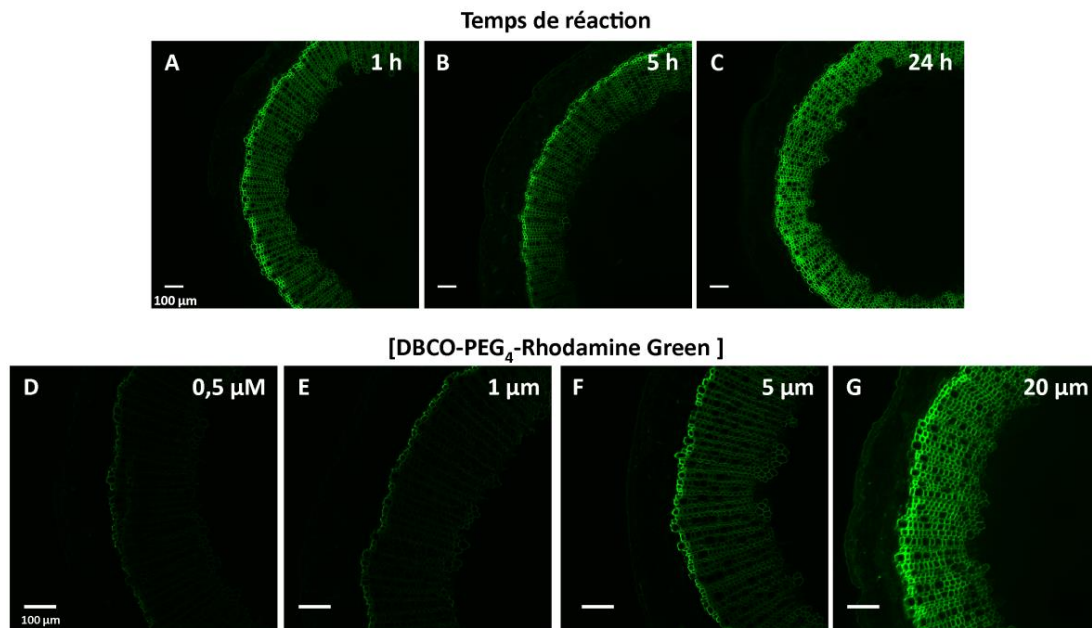 Temps de réaction
A 1 h B 5 h C 24 h
100 µm
[DBCO-PEG4-Rhodamine Green ]
D 0,5 µM E 1 µm F 5 µm G 20 µm
100 µm